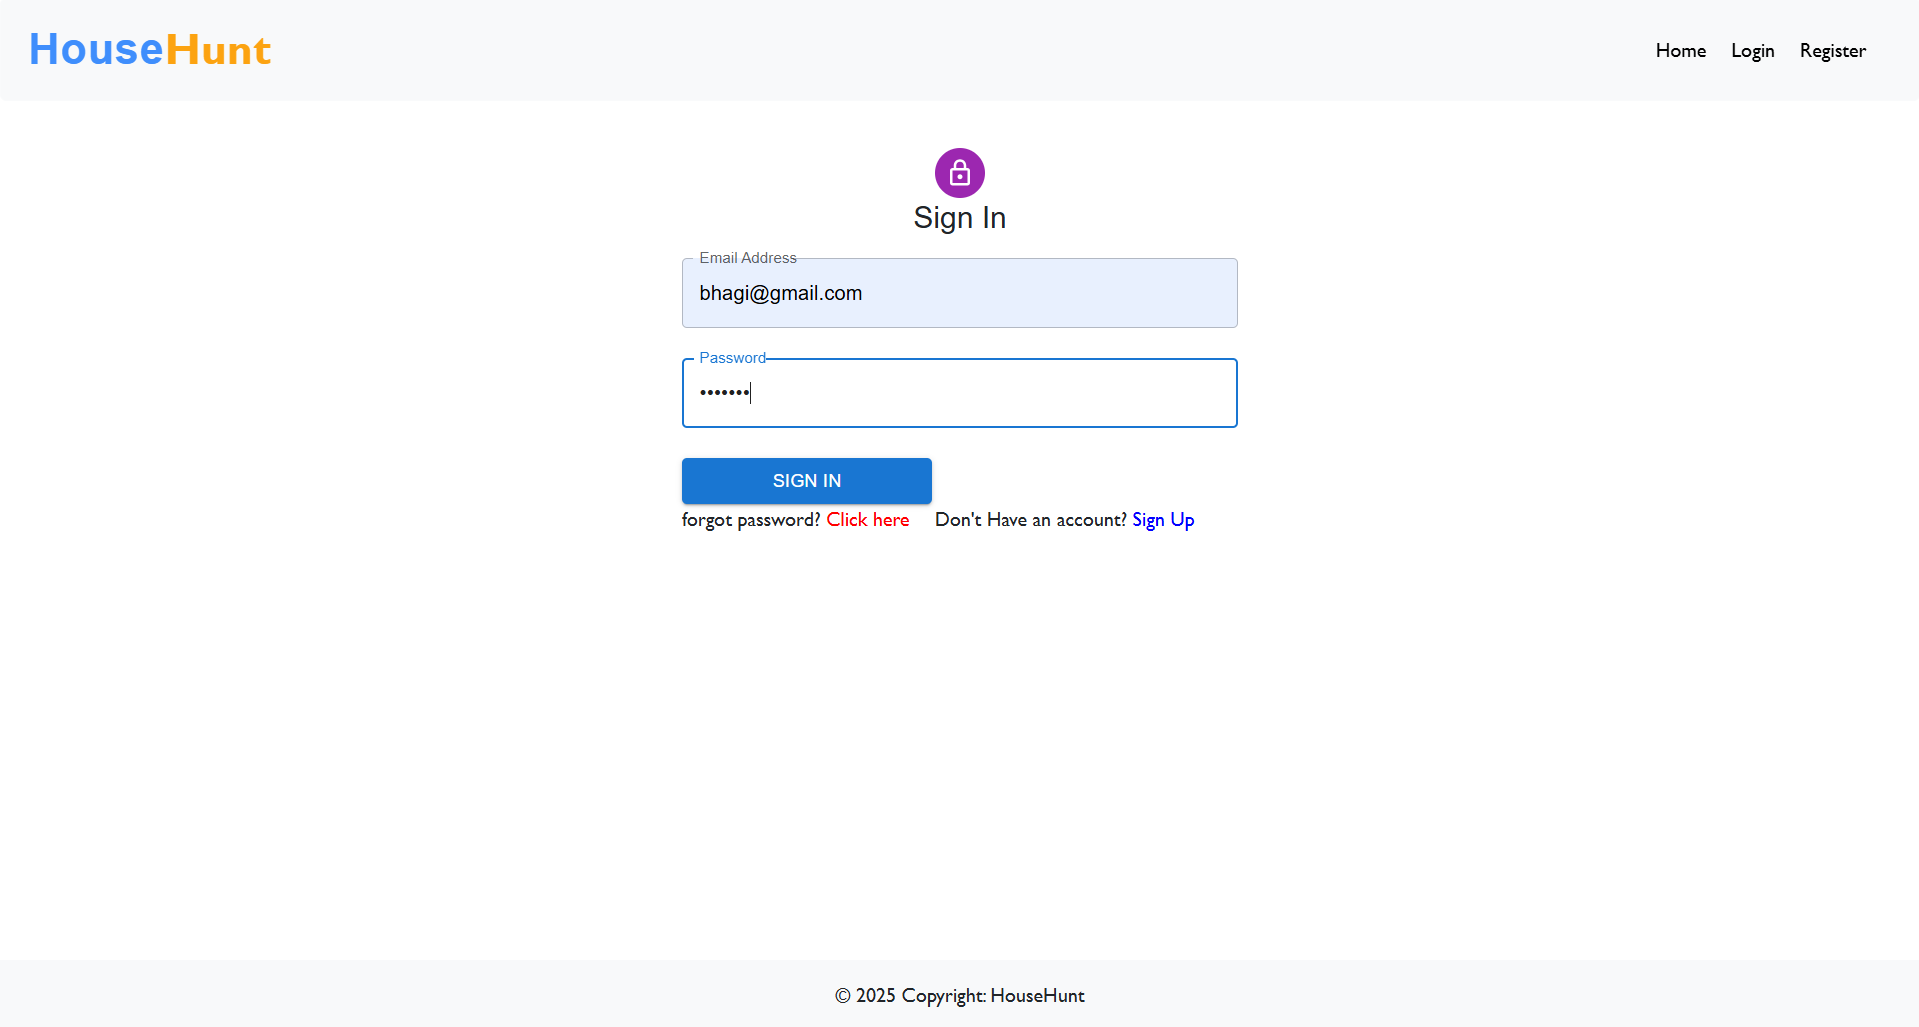 HouseHunt
Home Login Register
Sign In
Email Address
bhagi@gmail.com
Password
•••••••
SIGN IN
forgot password? Click here Don't Have an account? Sign Up
© 2025 Copyright: HouseHunt